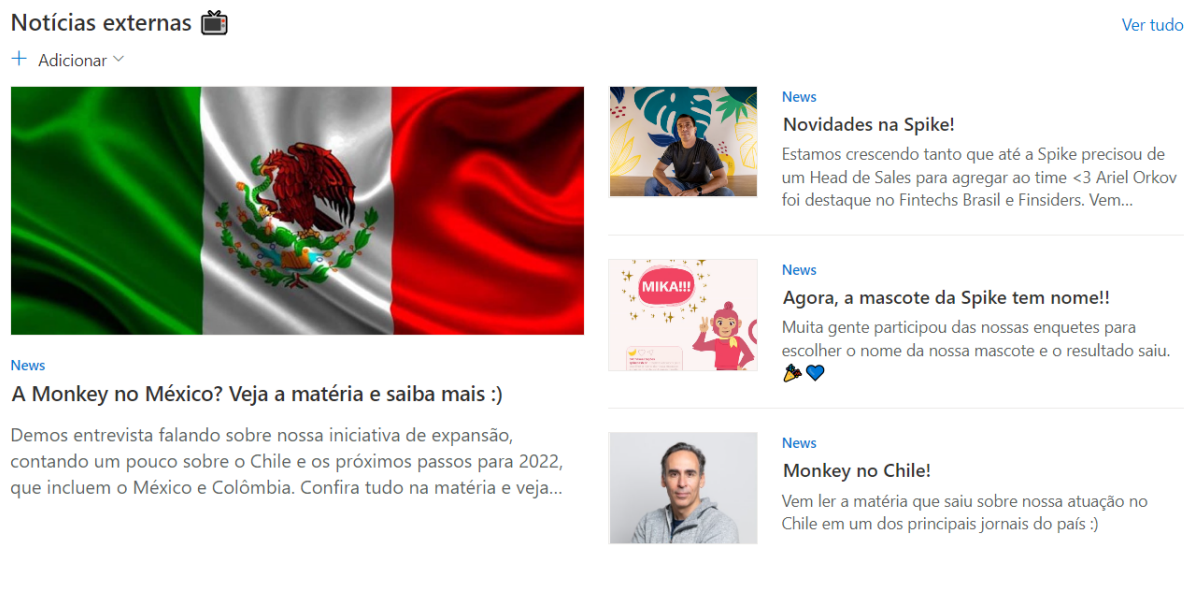 Notícias externas
Ver tudo
Adicionar
News
A Monkey no México? Veja a matéria e saiba mais :)
Demos entrevista falando sobre nossa iniciativa de expansão,
contando um pouco sobre o Chile e os próximos passos para 2022,
que incluem o México e Colômbia. Confira tudo na matéria e veja...
News
Novidades na Spike!
Estamos crescendo tanto que até a Spike precisou de
um Head de Sales para agregar ao time <3 Ariel Orkov
foi destaque no Fintechs Brasil e Finsiders. Vem...
MIKA!!!
News
Agora, a mascote da Spike tem nome!!
Muita gente participou das nossas enquetes para
escolher o nome da nossa mascote e o resultado saiu.
🎉💙
News
Monkey no Chile!
Vem ler a matéria que saiu sobre nossa atuação no
Chile em um dos principais jornais do país :)